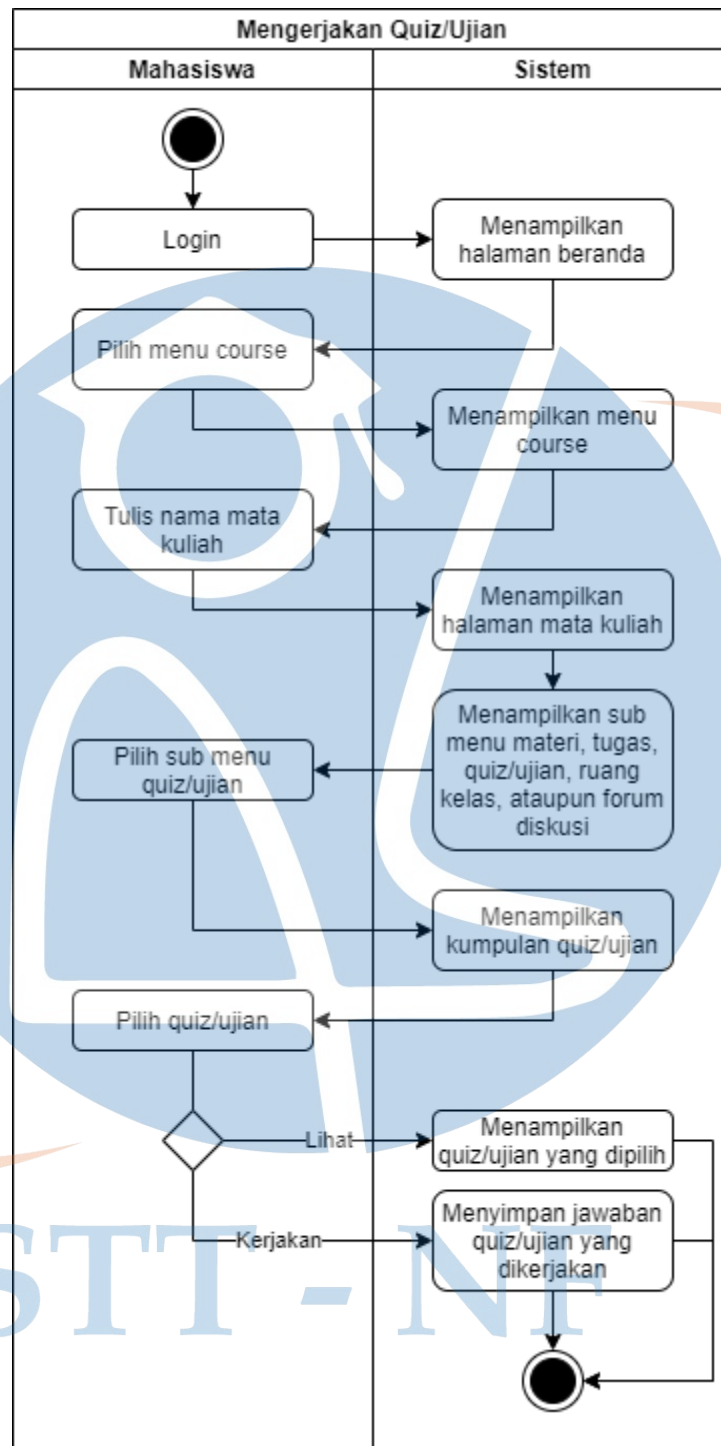 Mengerjakan Quiz/Ujian
Mahasiswa
Sistem
Login
Menampilkan
halaman beranda
Pilih menu course
Menampilkan menu
course
Tulis nama mata
kuliah
Menampilkan
halaman mata kuliah
Menampilkan sub
menu materi, tugas,
quiz/ujian, ruang
kelas, ataupun forum
diskusi
Pilih sub menu
quiz/ujian
Menampilkan
kumpulan quiz/ujian
Pilih quiz/ujian
Lihat
Menampilkan
quiz/ujian yang dipilih
Kerjakan
Menyimpan jawaban
quiz/ujian yang
dikerjakan
STT - NF